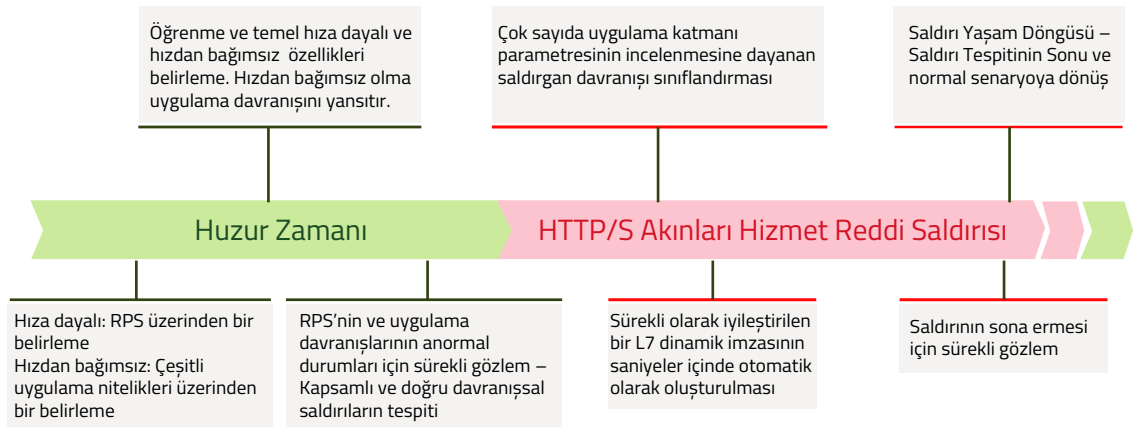 Öğrenme ve temel hıza dayalı ve
hızdan bağımsız özellikleri
belirleme. Hızdan bağımsız olma
uygulama davranışını yansıtır.
Çok sayıda uygulama katmanı
parametresinin incelenmesine dayanan
saldırgan davranışı sınıflandırması
Saldırı Yaşam Döngüsü –
Saldırı Tespitinin Sonu ve
normal senaryoya dönüş
Huzur Zamanı
HTTP/S Akınları Hizmet Reddi Saldırısı
Hıza dayalı: RPS üzerinden bir
belirleme
Hızdan bağımsız: Çeşitli
uygulama nitelikleri üzerinden
bir belirleme
RPS’nin ve uygulama
davranışlarının anormal
durumları için sürekli gözlem –
Kapsamlı ve doğru davranışsal
saldırıların tespiti
Sürekli olarak iyileştirilen
bir L7 dinamik imzasının
saniyeler içinde otomatik
olarak oluşturulması
Saldırının sona ermesi
için sürekli gözlem